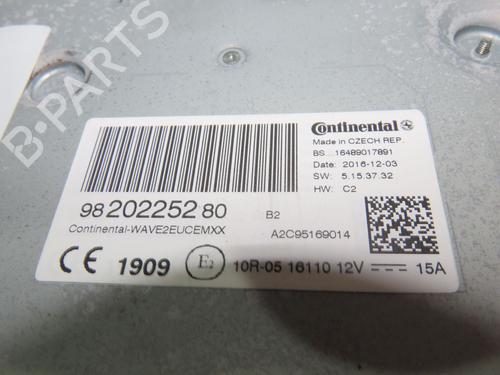 B-PARTS
Continental
Made in CZECH REP.
BS...16489017891
Date: 2016-12-03
SW: 5.15.37.32
HW: C2
98 202252 80 B2
Continental-WAVE2EUCEMXX A2C95169014
CE 1909 E2 10R-05 16110 12V 15A